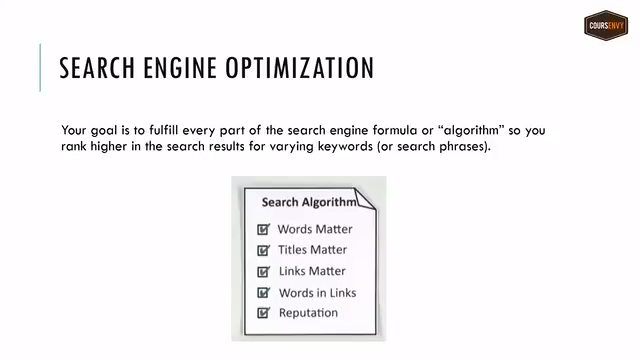 COURSENVY
SEARCH ENGINE OPTIMIZATION
Your goal is to fulfill every part of the search engine formula or “algorithm” so you
rank higher in the search results for varying keywords (or search phrases).
Search Algorithm
Words Matter
Titles Matter
Links Matter
Words in Links
Reputation